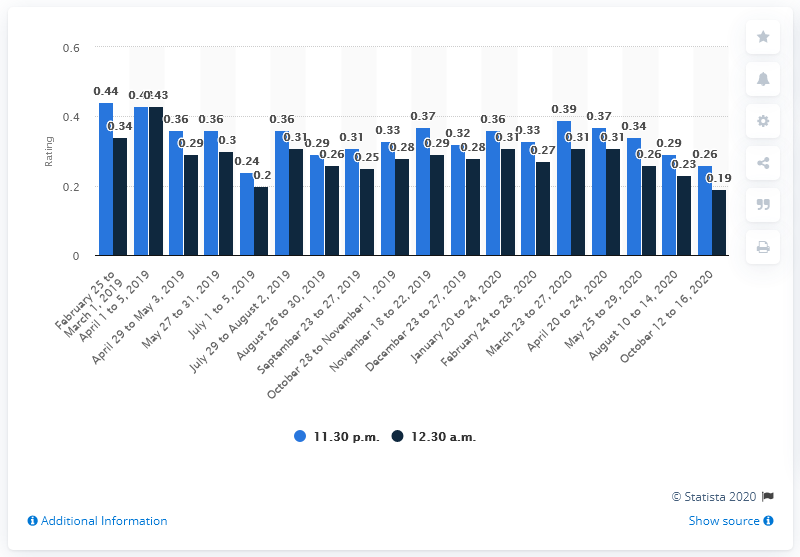 0.6
0.4
0.2
0
Rating
0.44
0.34
0.43
0.36
0.29
0.36
0.3
0.24
0.2
0.36
0.31
0.29
0.26
0.31
0.25
0.33
0.28
0.37
0.29
0.32
0.28
0.36
0.31
0.33
0.27
0.39
0.31
0.37
0.31
0.34
0.26
0.29
0.23
0.26
0.19
February 25 to
March 1, 2019
April 1 to 5, 2019
April 29 to May 3, 2019
May 27 to 31, 2019
July 1 to 5, 2019
July 29 to August 2, 2019
August 26 to 30, 2019
September 23 to 27, 2019
October 28 to November 1, 2019
November 18 to 22, 2019
December 23 to 27, 2019
January 20 to 24, 2020
February 24 to 28, 2020
March 23 to 27, 2020
April 20 to 24, 2020
May 25 to 29, 2020
August 10 to 14, 2020
October 12 to 16, 2020
11.30 p.m. 12.30 a.m.
© Statista 2020
Additional Information
Show source